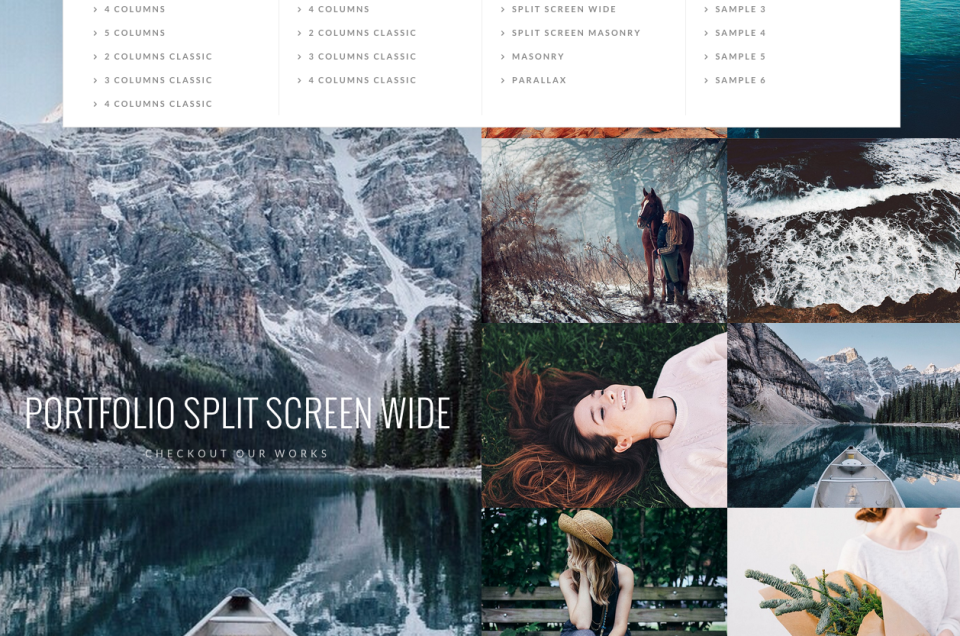 4 COLUMNS
5 COLUMNS
2 COLUMNS CLASSIC
3 COLUMNS CLASSIC
4 COLUMNS CLASSIC
4 COLUMNS
2 COLUMNS CLASSIC
3 COLUMNS CLASSIC
4 COLUMNS CLASSIC
SPLIT SCREEN WIDE
SPLIT SCREEN MASONRY
MASONRY
PARALLAX
SAMPLE 3
SAMPLE 4
SAMPLE 5
SAMPLE 6
PORTFOLIO SPLIT SCREEN WIDE
CHECKOUT OUR WORKS